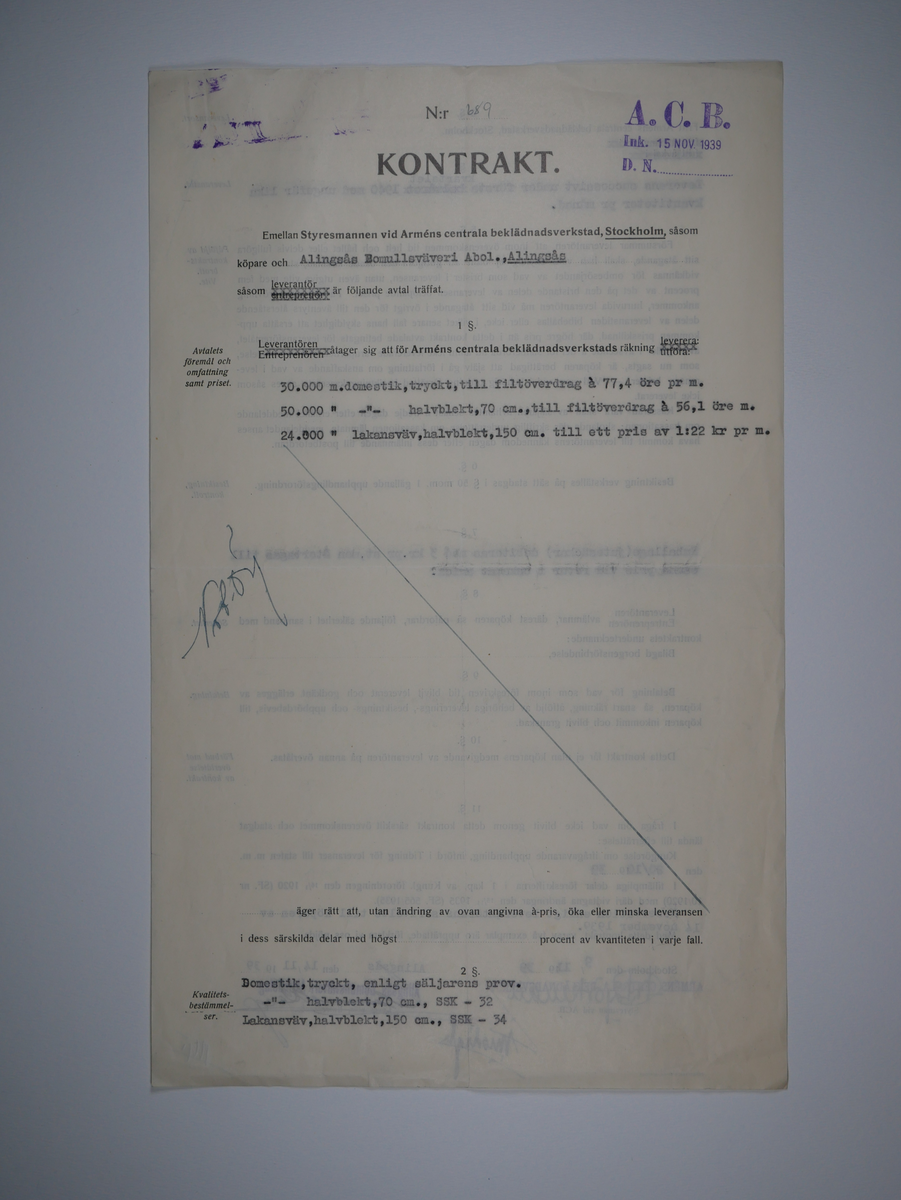 N:r 689
A. C. B.
Ink. 15 NOV 1939
D. N.
KONTRAKT.
Emellan Styresmannen vid Arméns centrala beklädnadsverkstad, Stockholm, såsom
köpare och Alingsås Bomullsväveri Abol., Alingsås
såsom leverantör
entreprenör är följande avtal träffat.
1 §.
Avtalets föremål och omfattning samt priset.
Leverantören
Entreprenören åtager sig att för Arméns centrala beklädnadsverkstads räkning leverera:
utföra:
30.000 m.domestik,tryckt,till filtöverdrag à 77,4 öre pr m.
50.000 " -"- halvblekt,70 cm.,till filtöverdrag à 56,1 öre m.
24.000 " lakansväv,halvblekt,150 cm. till ett pris av 1:22 kr pr m.
äger rätt att, utan ändring av ovan angivna à-pris, öka eller minska leveransen
i dess särskilda delar med högst procent av kvantiteten i varje fall.
2 §.
Kvalitets-
bestämmel-
ser.
Domestik,tryckt, enligt säljarens prov.
-"- halvblekt,70 cm., SSK - 32
Lakansväv,halvblekt,150 cm., SSK - 34